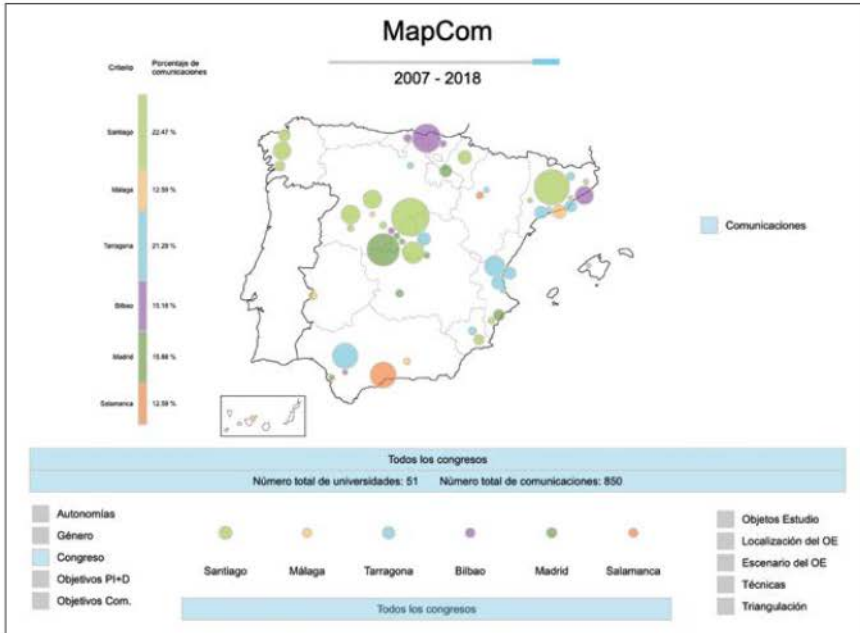 MapCom
2007 - 2018
Criterio
Porcentaje de
comunicaciones
Santiago 22.47 %
Málaga 12.59 %
Tarragona 21.29 %
Bilbao 15.18 %
Madrid 15.88 %
Salamanca 12.59 %
Comunicaciones
Todos los congresos
Número total de universidades: 51 Número total de comunicaciones: 850
Autonomías
Género
Congreso
Objetivos PI+D
Objetivos Com.
Santiago Málaga Tarragona Bilbao Madrid Salamanca
Todos los congresos
Objetos Estudio
Localización del OE
Escenario del OE
Técnicas
Triangulación